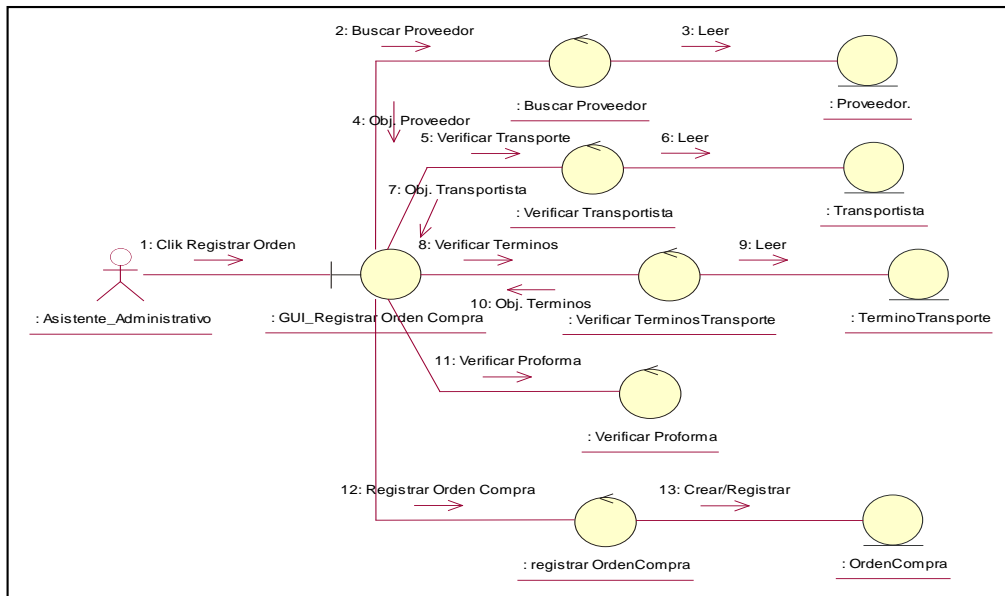 2: Buscar Proveedor
3: Leer
: Buscar Proveedor
: Proveedor.
4: Obj. Proveedor
5: Verificar Transporte
6: Leer
7: Obj. Transportista
: Verificar Transportista
: Transportista
1: Clik Registrar Orden
8: Verificar Terminos
9: Leer
10: Obj. Terminos
: Asistente_Administrativo
: GUI_Registrar Orden Compra
: Verificar TerminosTransporte
: TerminoTransporte
11: Verificar Proforma
: Verificar Proforma
12: Registrar Orden Compra
13: Crear/Registrar
: registrar OrdenCompra
: OrdenCompra